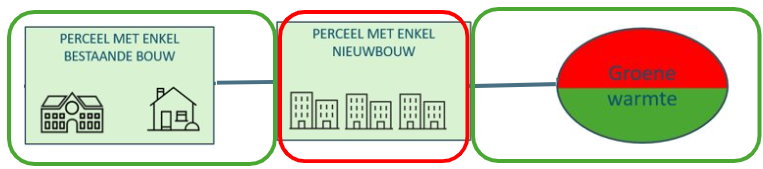 PERCEEL MET ENKEL
BESTAANDE BOUW
PERCEEL MET ENKEL
NIEUWBOUW
Groene
warmte